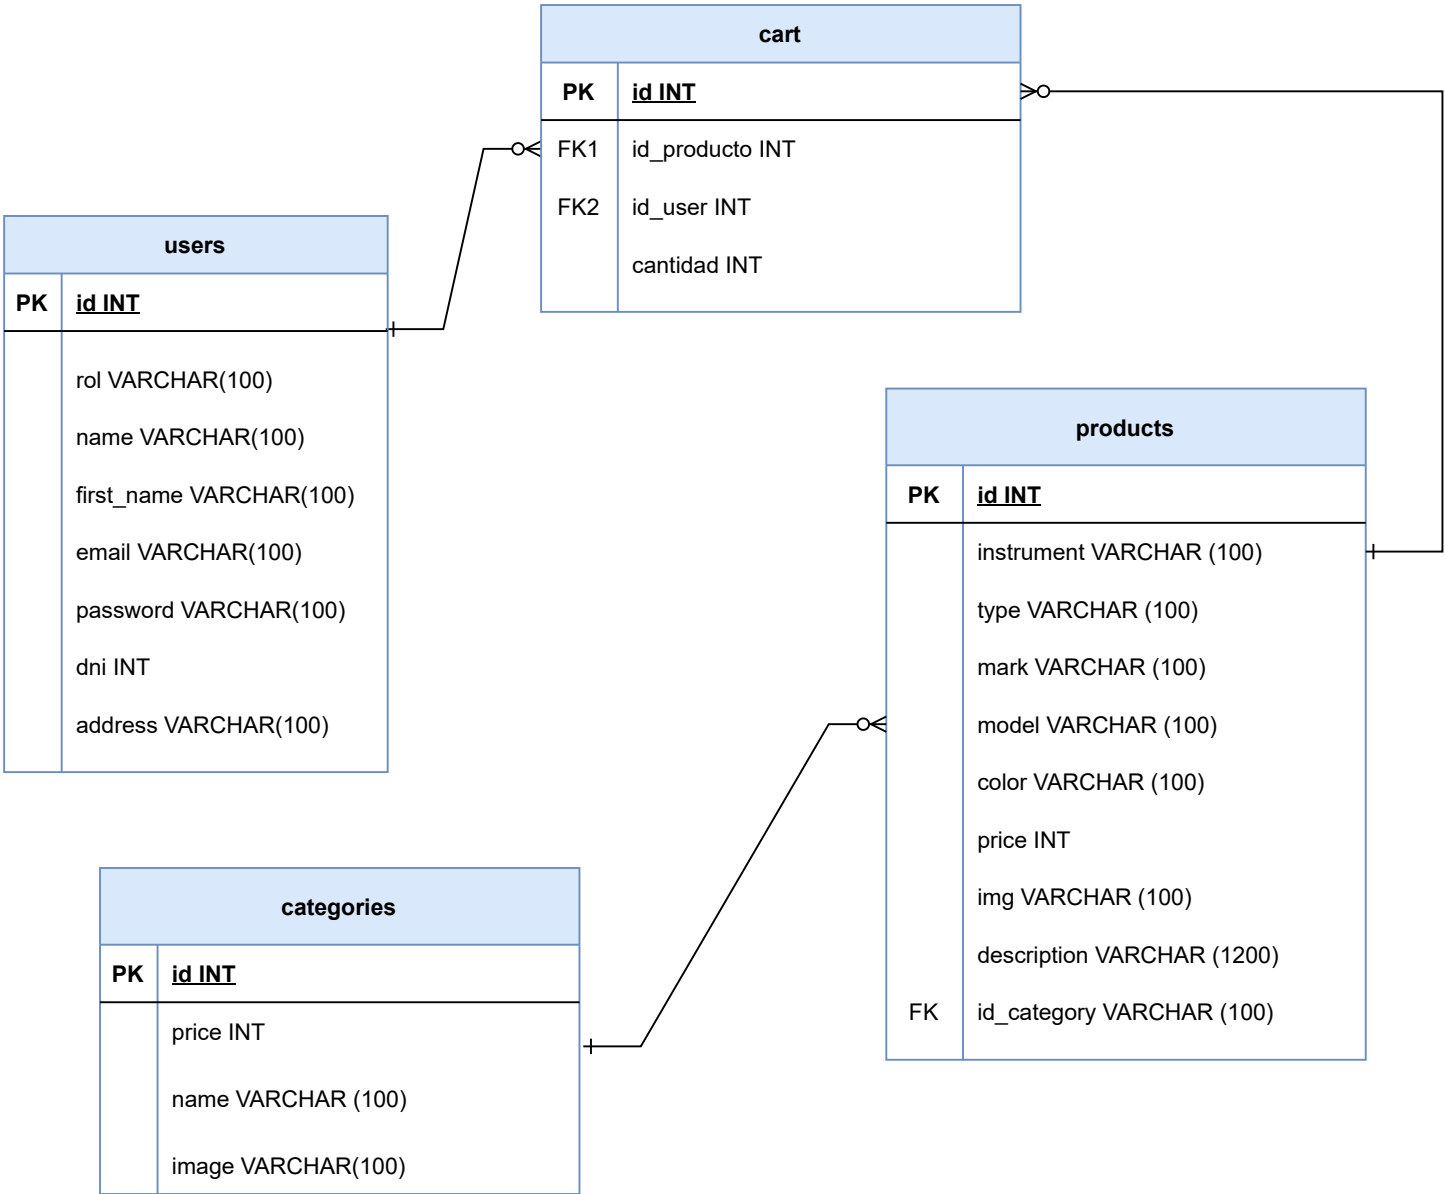 cart
PK id INT
FK1 id_producto INT
FK2 id_user INT
cantidad INT
users
PK id INT
rol VARCHAR(100)
name VARCHAR(100)
first_name VARCHAR(100)
email VARCHAR(100)
password VARCHAR(100)
dni INT
address VARCHAR(100)
products
PK id INT
instrument VARCHAR (100)
type VARCHAR (100)
mark VARCHAR (100)
model VARCHAR (100)
color VARCHAR (100)
price INT
img VARCHAR (100)
description VARCHAR (1200)
FK id_category VARCHAR (100)
categories
PK id INT
price INT
name VARCHAR (100)
image VARCHAR(100)